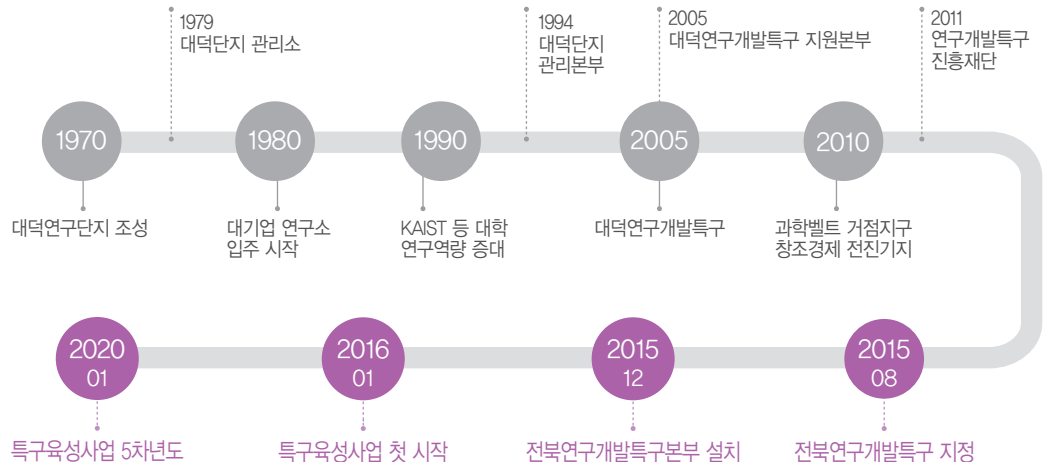 1979
대덕단지 관리소
1994
대덕단지
관리본부
2005
대덕연구개발특구 지원본부
2011
연구개발특구
진흥재단
1970
1980
1990
2005
2010
대덕연구단지 조성
대기업 연구소
입주 시작
KAIST 등 대학
연구역량 증대
대덕연구개발특구
과학벨트 거점지구
창조경제 전진기지
2020
01
2016
01
2015
12
2015
08
특구육성사업 5차년도
특구육성사업 첫 시작
전북연구개발특구본부 설치
전북연구개발특구 지정